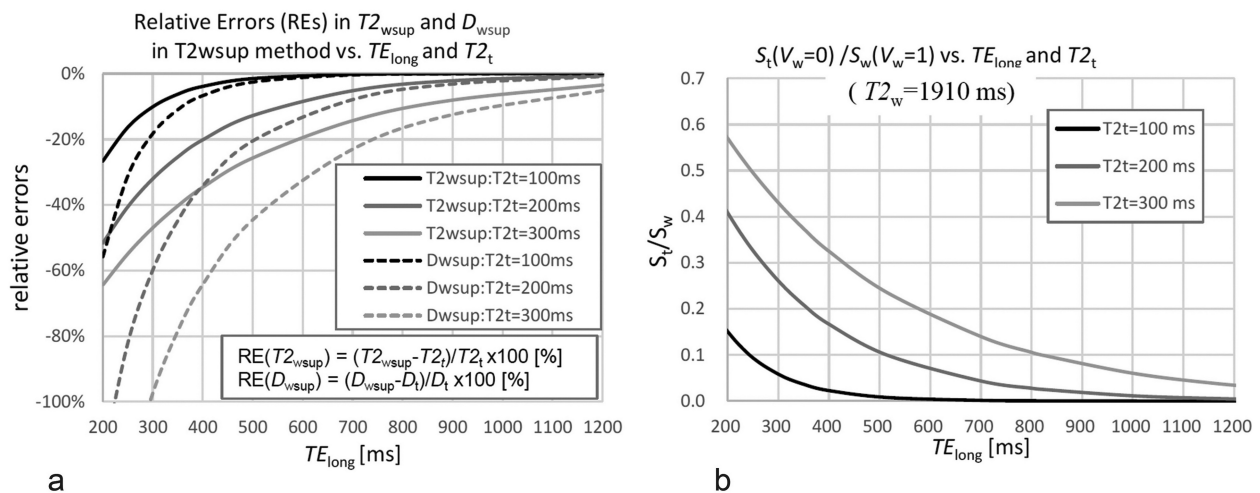 Relative Errors (REs) in T2wsup and Dwsup
in T2wsup method vs. TElong and T2t
0%
-20%
-40%
-60%
-80%
-100%
relative errors
T2wsup:T2t=100ms
T2wsup:T2t=200ms
T2wsup:T2t=300ms
Dwsup:T2t=100ms
Dwsup:T2t=200ms
Dwsup:T2t=300ms
RE(T2wsup) = (T2wsup-T2t)/T2t x100 [%]
RE(Dwsup) = (Dwsup-Dt)/Dt x100 [%]
200 300 400 500 600 700 800 900 1000 1100 1200
TElong [ms]
a
St(Vw=0) /Sw(Vw=1) vs. TElong and T2t
( T2w=1910 ms)
0.7
0.6
0.5
0.4
0.3
0.2
0.1
0.0
St/Sw
T2t=100 ms
T2t=200 ms
T2t=300 ms
200 300 400 500 600 700 800 900 1000 1100 1200
TElong [ms]
b